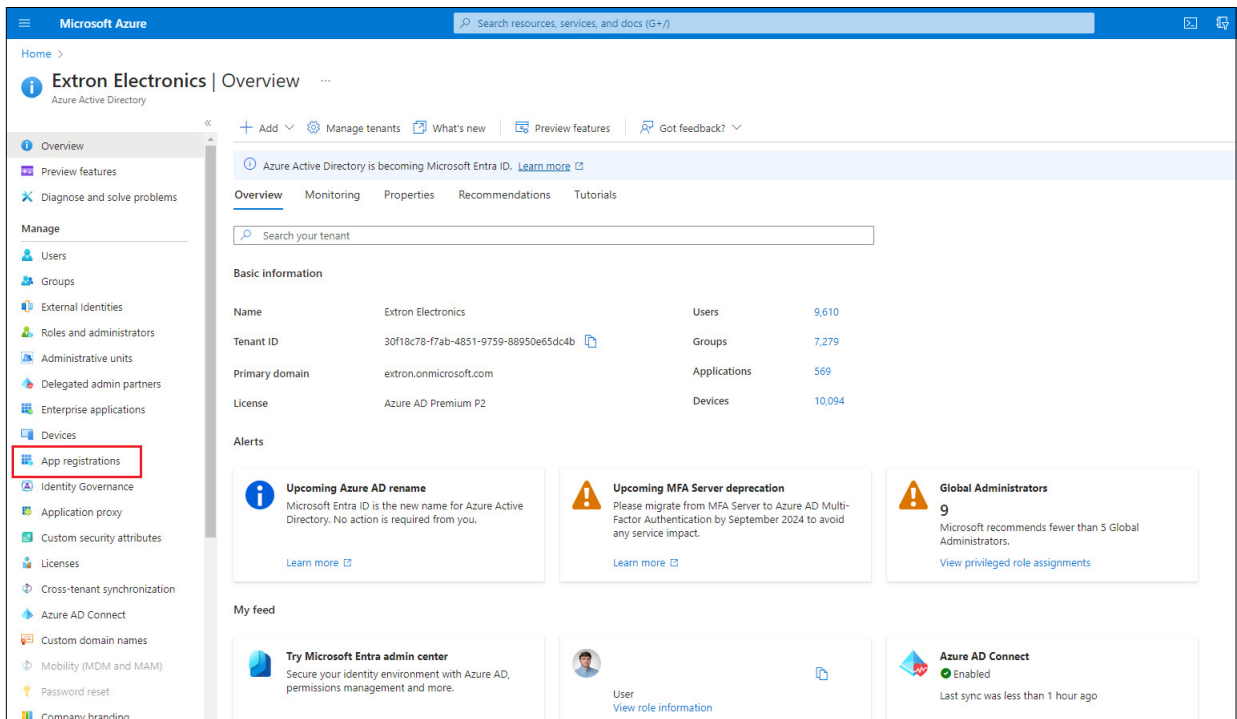 Microsoft Azure
Search resources, services, and docs (G+/)
Home >
Extron Electronics | Overview ...
Azure Active Directory
«
Overview
Preview features
Diagnose and solve problems
Manage
Users
Groups
External Identities
Roles and administrators
Administrative units
Delegated admin partners
Enterprise applications
Devices
App registrations
Identity Governance
Application proxy
Custom security attributes
Licenses
Cross-tenant synchronization
Azure AD Connect
Custom domain names
Mobility (MDM and MAM)
Password reset
Company branding
Add Manage tenants What's new Preview features Got feedback?
Azure Active Directory is becoming Microsoft Entra ID. Learn more
Overview Monitoring Properties Recommendations Tutorials
Search your tenant
Basic information
Name Extron Electronics Users 9,610
Tenant ID 30f18c78-f7ab-4851-9759-88950e65dc4b Groups 7,279
Primary domain extron.onmicrosoft.com Applications 569
License Azure AD Premium P2 Devices 10,094
Alerts
Upcoming Azure AD rename
Microsoft Entra ID is the new name for Azure Active
Directory. No action is required from you.
Learn more
Upcoming MFA Server deprecation
Please migrate from MFA Server to Azure AD Multi-
Factor Authentication by September 2024 to avoid
any service impact.
Learn more
Global Administrators
9
Microsoft recommends fewer than 5 Global
Administrators.
View privileged role assignments
My feed
Try Microsoft Entra admin center
Secure your identity environment with Azure AD,
permissions management and more.
User
View role information
Azure AD Connect
Enabled
Last sync was less than 1 hour ago